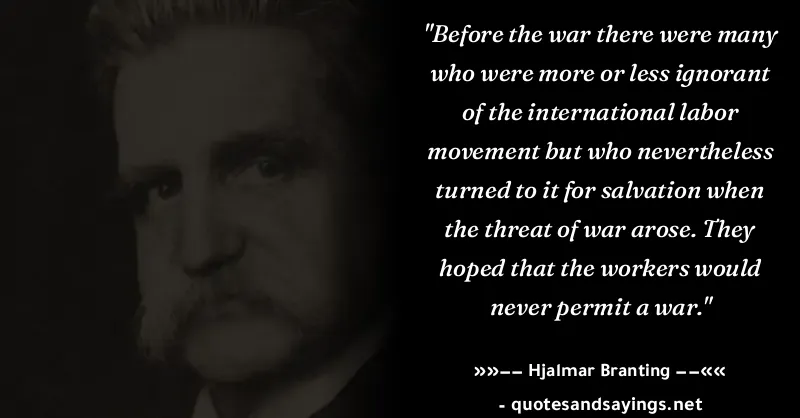 "Before the war there were many
who were more or less ignorant
of the international labor
movement but who nevertheless
turned to it for salvation when
the threat of war arose. They
hoped that the workers would
never permit a war."
»»–– Hjalmar Branting ––««
- quotesandsayings.net